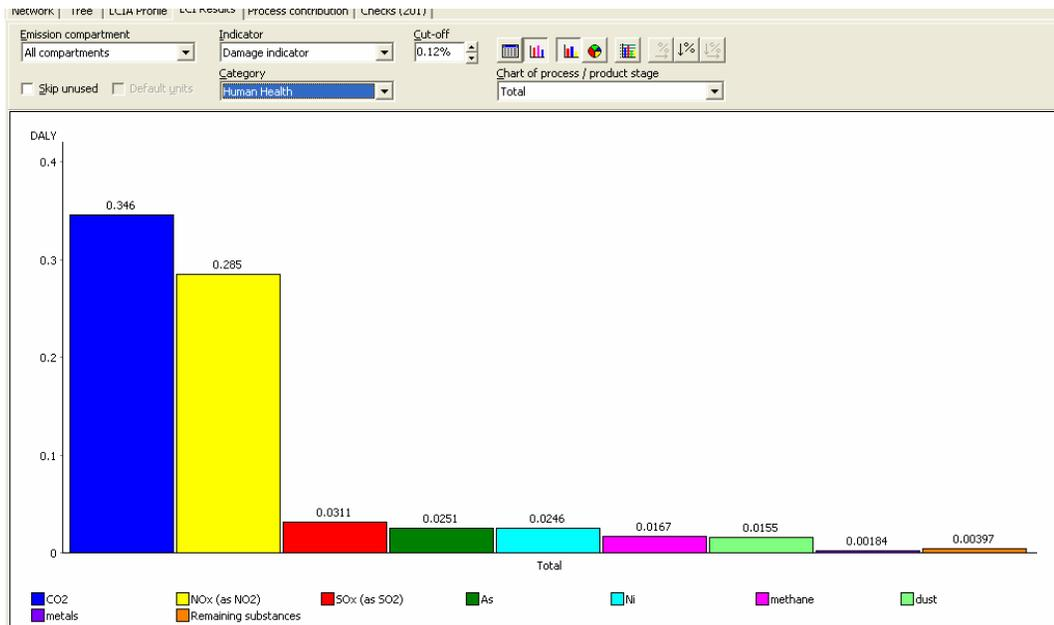 Network | Tree | LCIA Profile | LCI Results | Process contribution | Checks (201) |
Emission compartment Indicator Cut-off
All compartments Damage indicator 0.12%
Category Chart of process / product stage
Skip unused Default units Human Health Total
DALY
0.4
0.3
0.2
0.1
0
0.346
0.285
0.0311
0.0251
0.0246
0.0167
0.0155
0.00184
0.00397
Total
CO2 NOx (as NO2) SOx (as SO2) As Ni methane dust
metals Remaining substances